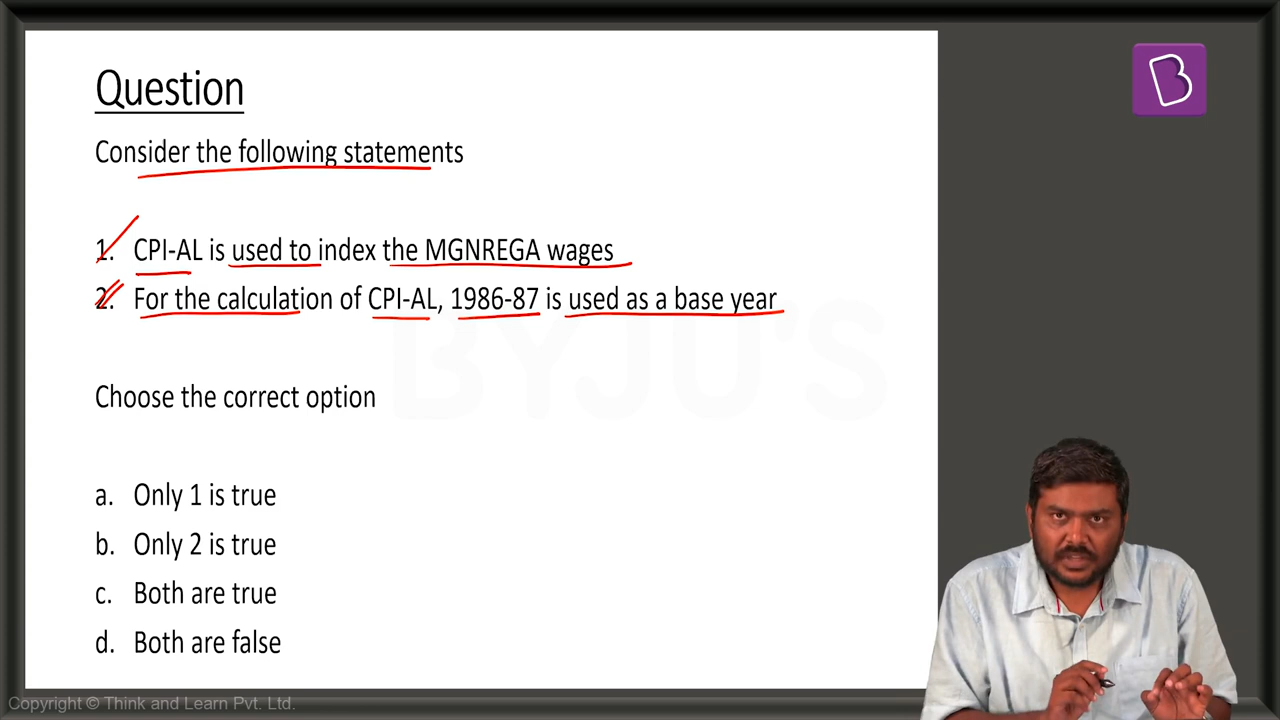 Question
Consider the following statements
1. CPI-AL is used to index the MGNREGA wages
2. For the calculation of CPI-AL, 1986-87 is used as a base year
BYJU'S
Choose the correct option
a. Only 1 is true
b. Only 2 is true
c. Both are true
d. Both are false
Copyright © Think and Learn Pvt. Ltd.